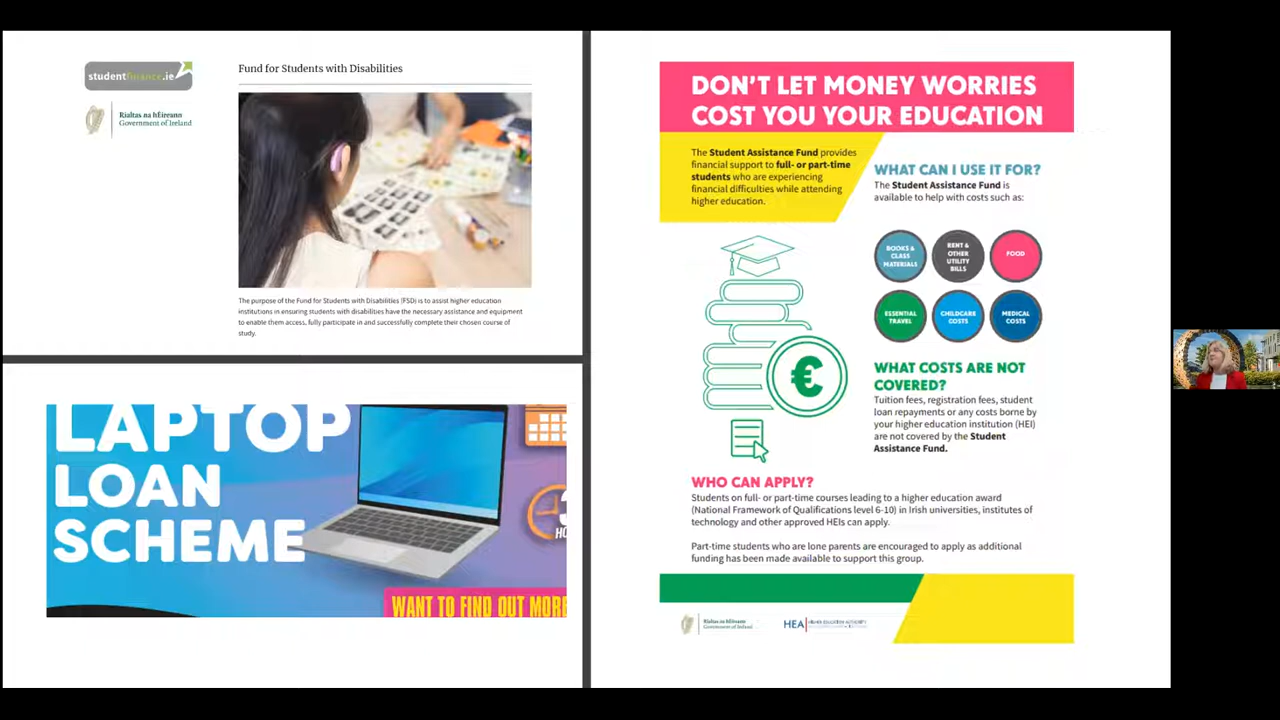 studentfinance.ie
Rialtas na hÉireann
Government of Ireland
Fund for Students with Disabilities
The purpose of the Fund for Students with Disabilities (FSD) is to assist higher education
institutions in ensuring students with disabilities have the necessary assistance and equipment
to enable them access, fully participate in and successfully complete their chosen course of
study.
LAPTOP
LOAN
SCHEME
WANT TO FIND OUT MORE
DON'T LET MONEY WORRIES
COST YOU YOUR EDUCATION
The Student Assistance Fund provides
financial support to full- or part-time
students who are experiencing
financial difficulties while attending
higher education.
WHAT CAN I USE IT FOR?
The Student Assistance Fund is
available to help with costs such as:
BOOKS &
CLASS
MATERIALS
RENT &
OTHER
UTILITY
BILLS
FOOD
ESSENTIAL
TRAVEL
CHILDCARE
COSTS
MEDICAL
COSTS
€
WHAT COSTS ARE NOT
COVERED?
Tuition fees, registration fees, student
loan repayments or any costs borne by
your higher education institution (HEI)
are not covered by the Student
Assistance Fund.
WHO CAN APPLY?
Students on full- or part-time courses leading to a higher education award
(National Framework of Qualifications level 6-10) in Irish universities, institutes of
technology and other approved HEIs can apply.
Part-time students who are lone parents are encouraged to apply as additional
funding has been made available to support this group.
Rialtas na hÉireann
Government of Ireland
HEA HIGHER EDUCATION AUTHORITY